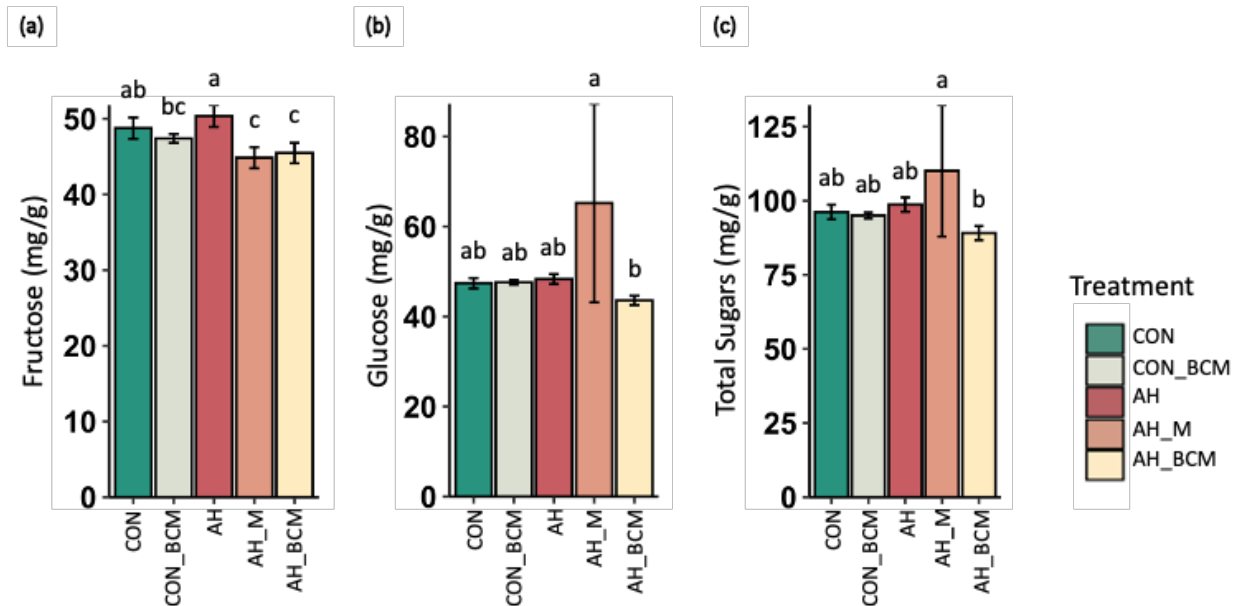 (a)
ab
bc
a
c
c
Fructose (mg/g)
50
40
30
20
10
0
CON
CON_BCM
AH
AH_M
AH_BCM
(b)
ab
ab
ab
a
b
Glucose (mg/g)
80
60
40
20
0
CON
CON_BCM
AH
AH_M
AH_BCM
(c)
ab
ab
ab
a
b
Total Sugars (mg/g)
125
100
75
50
25
0
CON
CON_BCM
AH
AH_M
AH_BCM
Treatment
CON
CON_BCM
AH
AH_M
AH_BCM